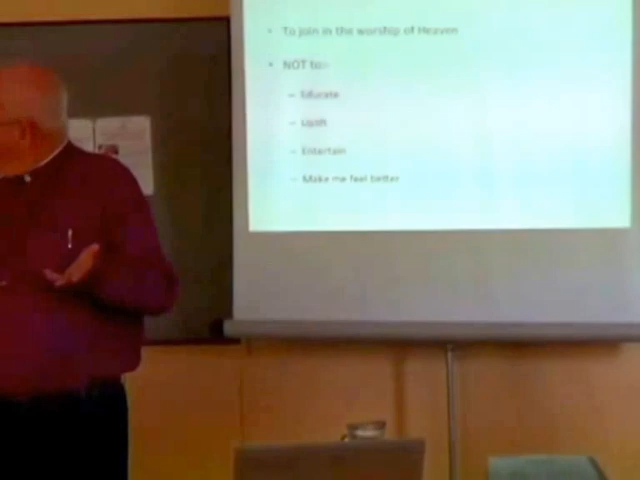 • To join in the worship of Heaven
• NOT to:-
– Educate
– Uplift
– Entertain
– Make me feel better